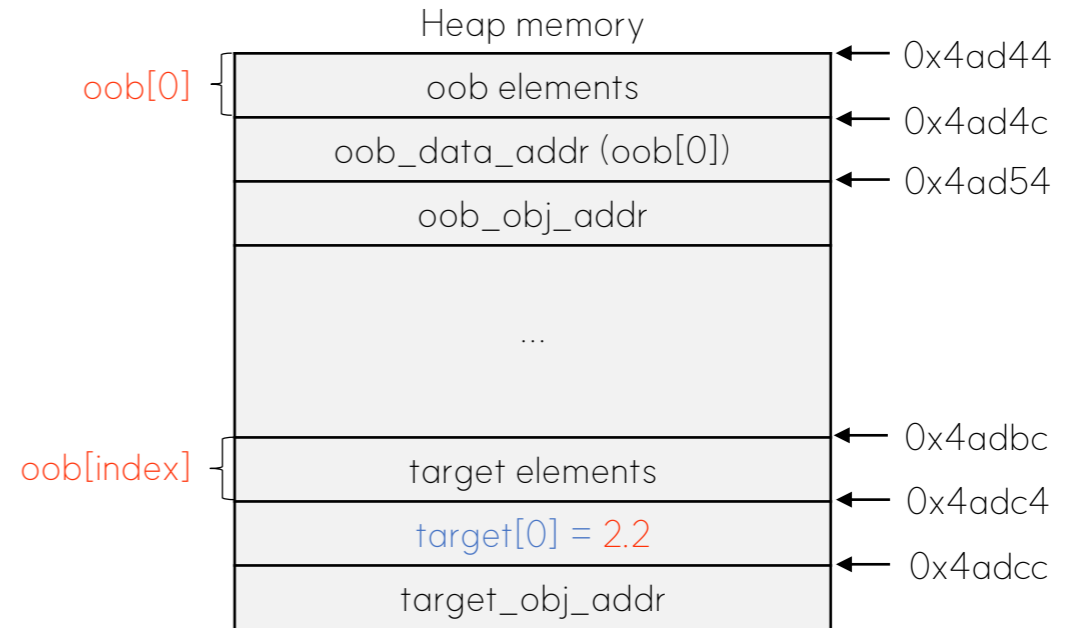 Heap memory
0x4ad44
oob[0]
oob elements
0x4ad4c
oob_data_addr (oob[0])
0x4ad54
oob_obj_addr
...
0x4adbc
oob[index]
target elements
0x4adc4
target[0] = 2.2
0x4adcc
target_obj_addr